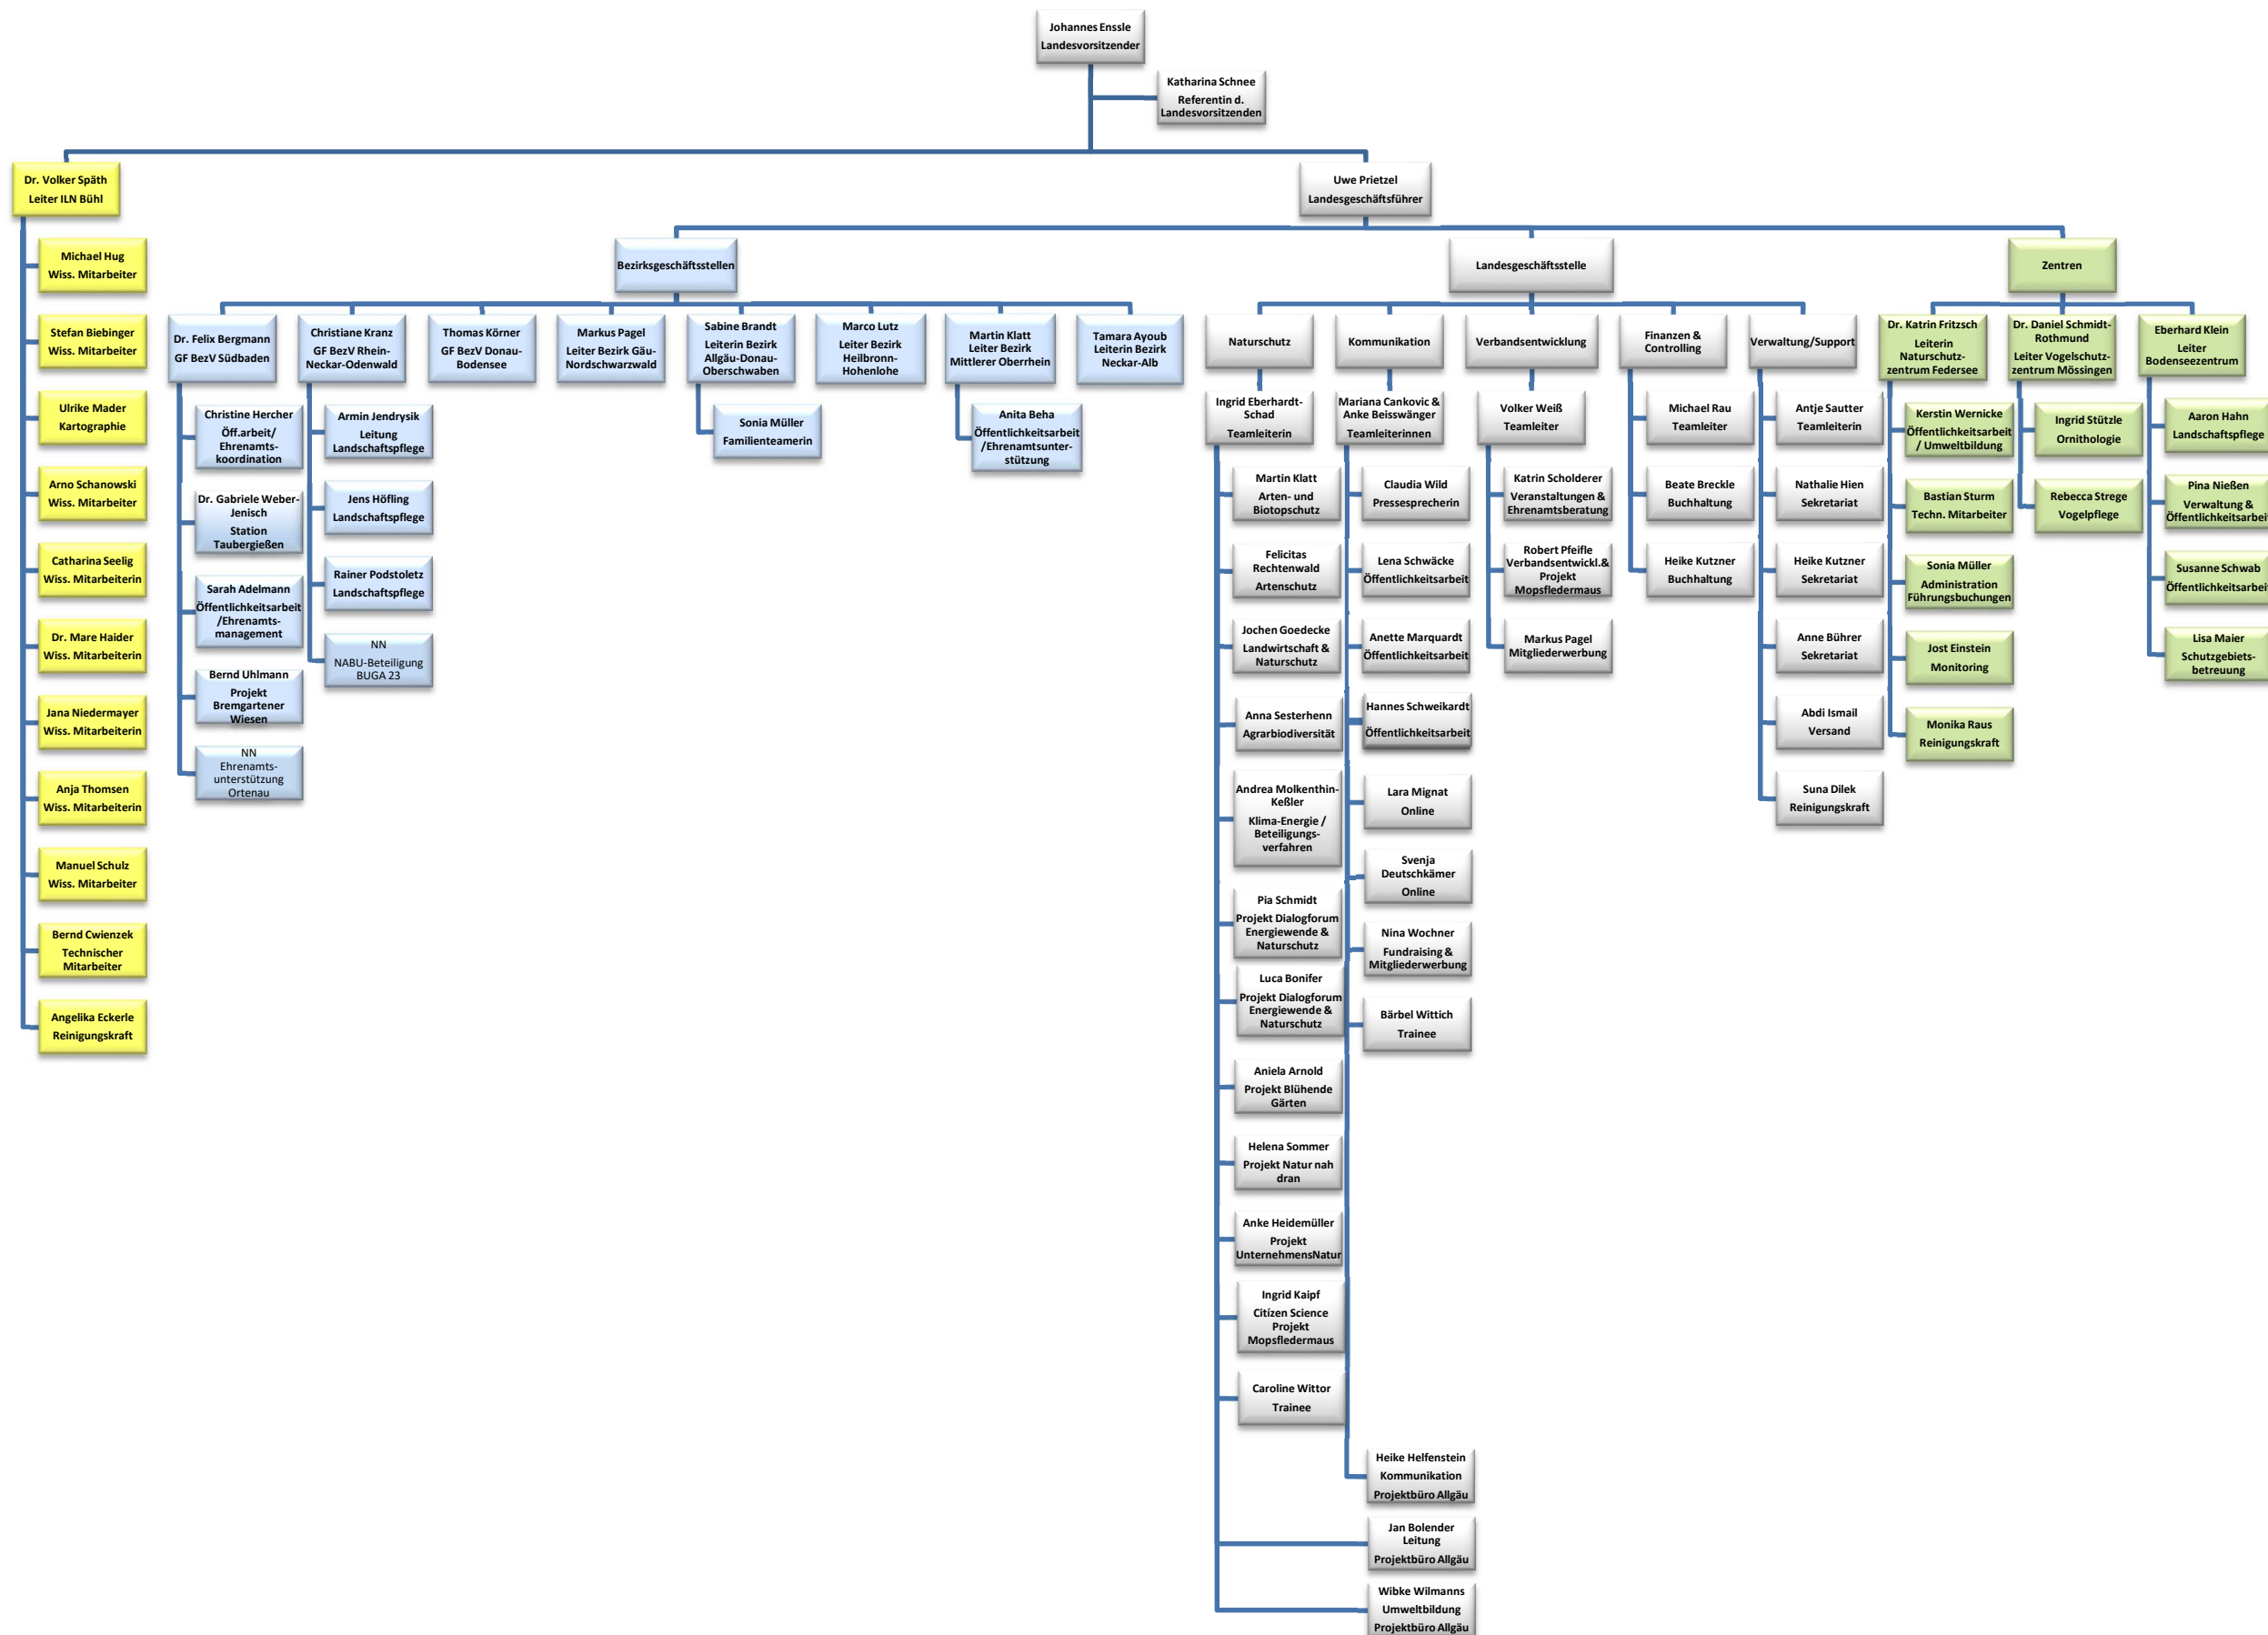 Johannes Enssle
Landesvorsitzender
Katharina Schnee
Referentin d.
Landesvorsitzenden
Dr. Volker Späth
Leiter ILN Bühl
Uwe Prietzel
Landesgeschäftsführer
Michael Hug
Wiss. Mitarbeiter
Stefan Biebinger
Wiss. Mitarbeiter
Ulrike Mader
Kartographie
Arno Schanowski
Wiss. Mitarbeiter
Catharina Seelig
Wiss. Mitarbeiterin
Dr. Mare Haider
Wiss. Mitarbeiterin
Jana Niedermayer
Wiss. Mitarbeiterin
Anja Thomsen
Wiss. Mitarbeiterin
Manuel Schulz
Wiss. Mitarbeiter
Bernd Cwienzek
Technischer
Mitarbeiter
Angelika Eckerle
Reinigungskraft
Bezirksgeschäftsstellen
Dr. Felix Bergmann
GF BezV Südbaden
Christine Hercher
Öff.arbeit/
Ehrenamts-
koordination
Dr. Gabriele Weber-
Jenisch
Station
Taubergießen
Sarah Adelmann
Öffentlichkeitsarbeit
/Ehrenamts-
management
Bernd Uhlmann
Projekt
Bremgartener
Wiesen
NN
Ehrenamts-
unterstützung
Ortenau
Christiane Kranz
GF BezV Rhein-
Neckar-Odenwald
Armin Jendrysik
Leitung
Landschaftspflege
Jens Höfling
Landschaftspflege
Rainer Podstoletz
Landschaftspflege
NN
NABU-Beteiligung
BUGA 23
Thomas Körner
GF BezV Donau-
Bodensee
Markus Pagel
Leiter Bezirk Gäu-
Nordschwarzwald
Sabine Brandt
Leiterin Bezirk
Allgäu-Donau-
Oberschwaben
Sonia Müller
Familienteamerin
Marco Lutz
Leiter Bezirk
Heilbronn-
Hohenlohe
Martin Klatt
Leiter Bezirk
Mittlerer Oberrhein
Anita Beha
Öffentlichkeitsarbeit
/Ehrenamtsunter-
stützung
Tamara Ayoub
Leiterin Bezirk
Neckar-Alb
Landesgeschäftsstelle
Naturschutz
Ingrid Eberhardt-
Schad
Teamleiterin
Martin Klatt
Arten- und
Biotopschutz
Felicitas
Rechtenwald
Artenschutz
Jochen Goedecke
Landwirtschaft &
Naturschutz
Anna Sesterhenn
Agrarbiodiversität
Andrea Molkenthin-
Keßler
Klima-Energie /
Beteiligungs-
verfahren
Pia Schmidt
Projekt Dialogforum
Energiewende &
Naturschutz
Luca Bonifer
Projekt Dialogforum
Energiewende &
Naturschutz
Aniela Arnold
Projekt Blühende
Gärten
Helena Sommer
Projekt Natur nah
dran
Anke Heidemüller
Projekt
UnternehmensNatur
Ingrid Kaipf
Citízen Science
Projekt
Mopsfledermaus
Caroline Wittor
Trainee
Kommunikation
Mariana Cankovic &
Anke Beisswänger
Teamleiterinnen
Claudia Wild
Pressesprecherin
Lena Schwäcke
Öffentlichkeitsarbeit
Anette Marquardt
Öffentlichkeitsarbeit
Hannes Schweikardt
Öffentlichkeitsarbeit
Lara Mignat
Online
Svenja
Deutschkämer
Online
Nina Wochner
Fundraising &
Mitgliederwerbung
Bärbel Wittich
Trainee
Heike Helfenstein
Kommunikation
Projektbüro Allgäu
Jan Bolender
Leitung
Projektbüro Allgäu
Wibke Wilmanns
Umweltbildung
Projektbüro Allgäu
Verbandsentwicklung
Volker Weiß
Teamleiter
Katrin Scholderer
Veranstaltungen &
Ehrenamtsberatung
Robert Pfeifle
Verbandsentwickl.&
Projekt
Mopsfledermaus
Markus Pagel
Mitgliederwerbung
Finanzen &
Controlling
Michael Rau
Teamleiter
Beate Breckle
Buchhaltung
Heike Kutzner
Buchhaltung
Verwaltung/Support
Antje Sautter
Teamleiterin
Nathalie Hien
Sekretariat
Heike Kutzner
Sekretariat
Anne Bührer
Sekretariat
Abdi Ismail
Versand
Suna Dilek
Reinigungskraft
Zentren
Dr. Katrin Fritzsch
Leiterin
Naturschutz-
zentrum Federsee
Kerstin Wernicke
Öffentlichkeitsarbeit
/ Umweltbildung
Bastian Sturm
Techn. Mitarbeiter
Sonia Müller
Administration
Führungsbuchungen
Jost Einstein
Monitoring
Monika Raus
Reinigungskraft
Dr. Daniel Schmidt-
Rothmund
Leiter Vogelschutz-
zentrum Mössingen
Ingrid Stützle
Ornithologie
Rebecca Strege
Vogelpflege
Eberhard Klein
Leiter
Bodenseezentrum
Aaron Hahn
Landschaftspflege
Pina Nießen
Verwaltung &
Öffentlichkeitsarbeit
Susanne Schwab
Öffentlichkeitsarbeit
Lisa Maier
Schutzgebiets-
betreuung